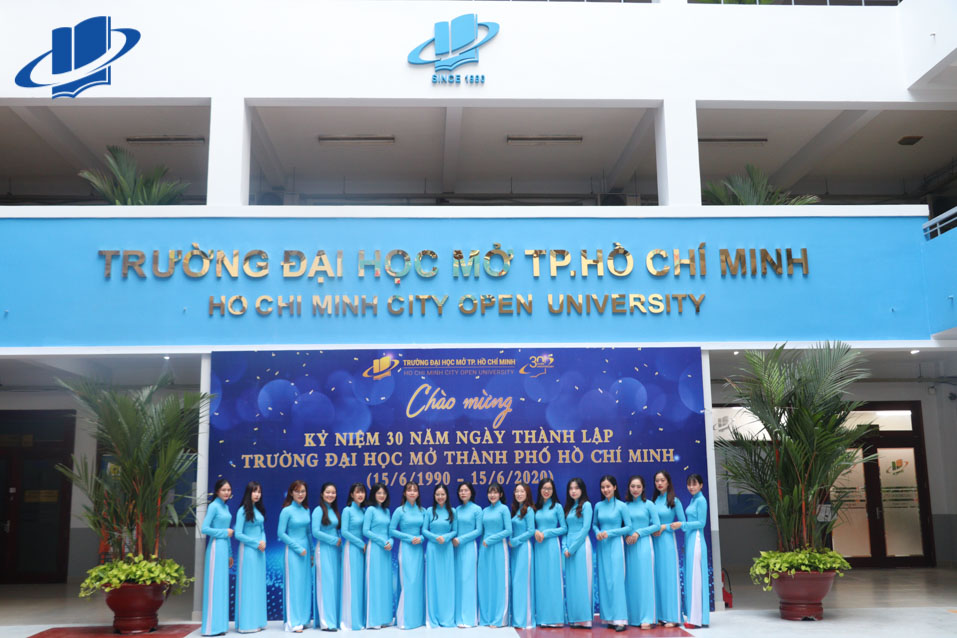 SINCE 1990
TRƯỜNG ĐẠI HỌC MỞ TP.HỒ CHÍ MINH
HO CHI MINH CITY OPEN UNIVERSITY
TRƯỜNG ĐẠI HỌC MỞ TP. HỒ CHÍ MINH
HO CHI MINH CITY OPEN UNIVERSITY
30
Chào mừng
KỶ NIỆM 30 NĂM NGÀY THÀNH LẬP
TRƯỜNG ĐẠI HỌC MỞ THÀNH PHỐ HỒ CHÍ MINH
(15/6/1990 - 15/6/2020)